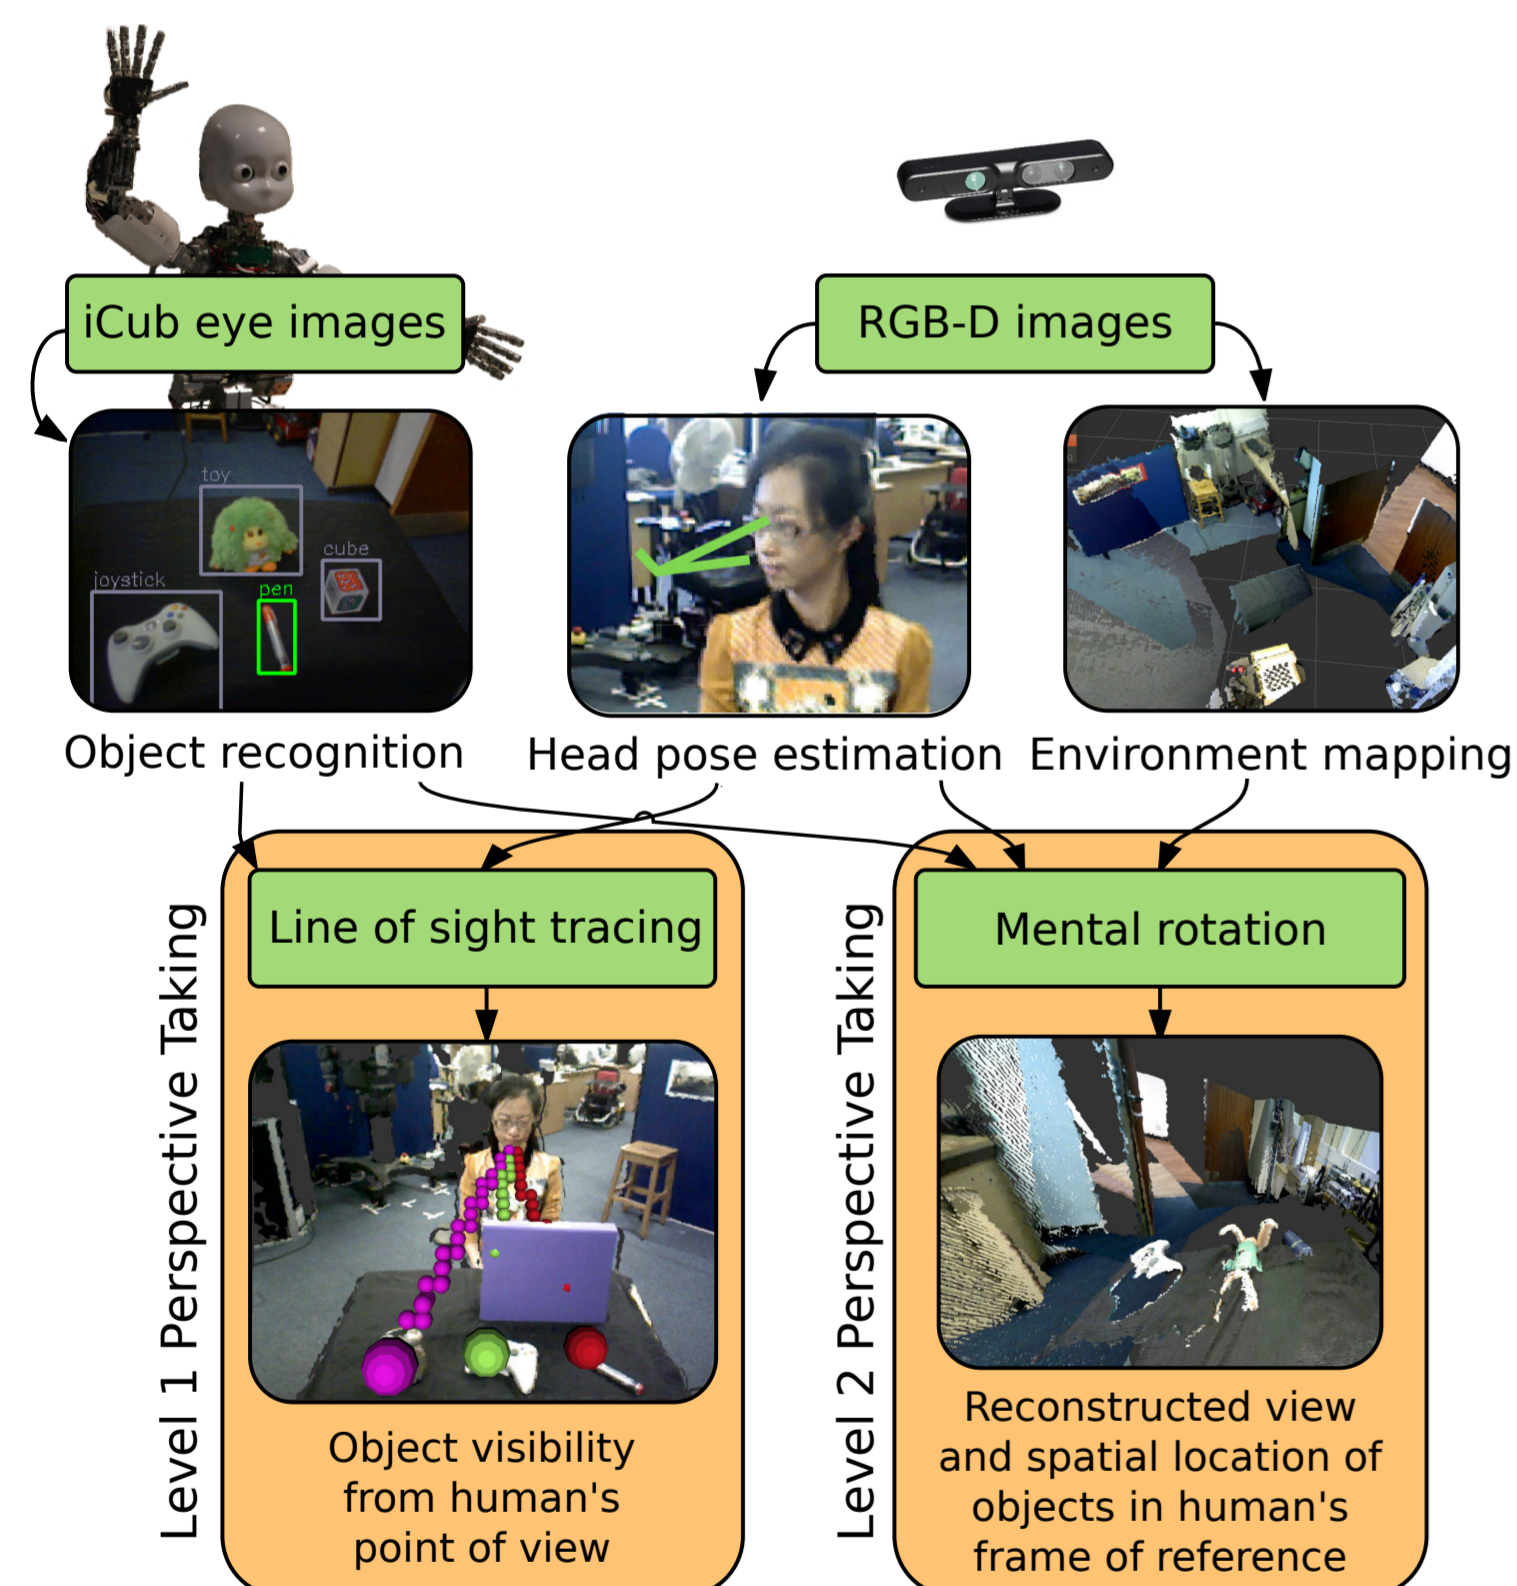 iCub eye images
RGB-D images
toy
cube
joystick
pen
Object recognition
Head pose estimation
Environment mapping
Level 1 Perspective Taking
Line of sight tracing
Object visibility
from human's
point of view
Level 2 Perspective Taking
Mental rotation
Reconstructed view
and spatial location of
objects in human's
frame of reference